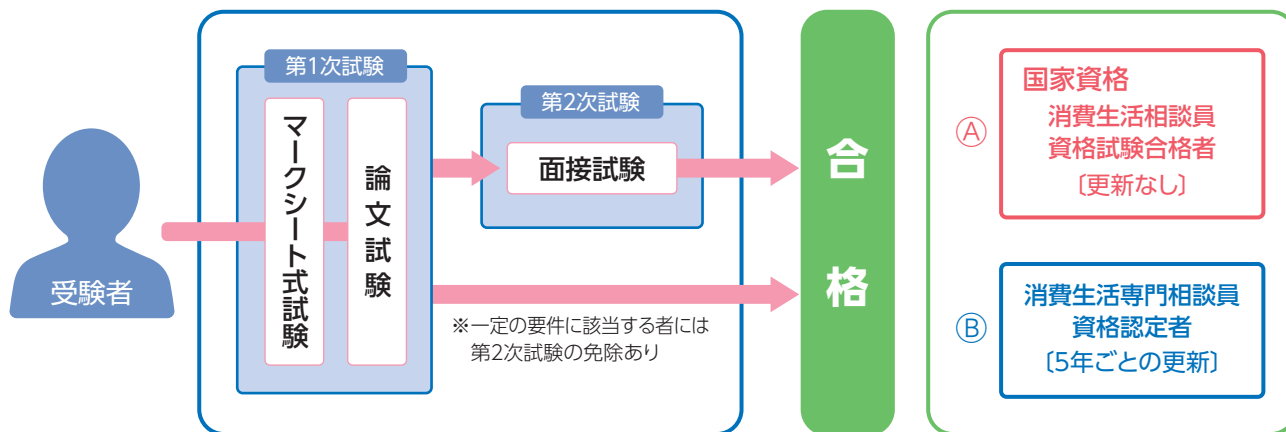 受験者
第1次試験
マークシート式試験
論文試験
第2次試験
面接試験
※一定の要件に該当する者には
第2次試験の免除あり
合格
Ⓐ
国家資格
消費生活相談員
資格試験合格者
〔更新なし〕
Ⓑ
消費生活専門相談員
資格認定者
〔5年ごとの更新〕